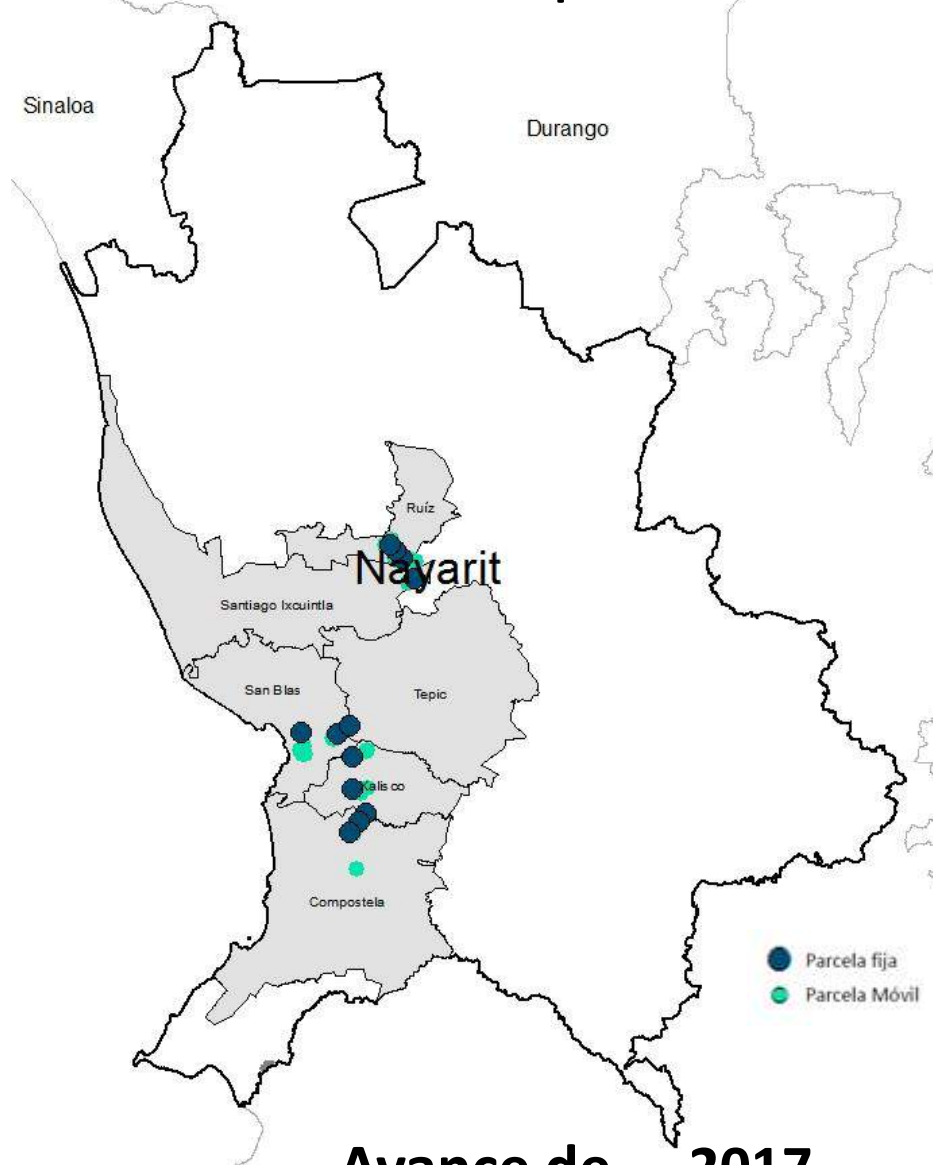 Sinaloa
Durango
Ruíz
Nayarit
Santiago Ixcuintla
San Blas
Tepic
Xalisco
Compostela
Parcela fija
Parcela Móvil
Avance de 2017